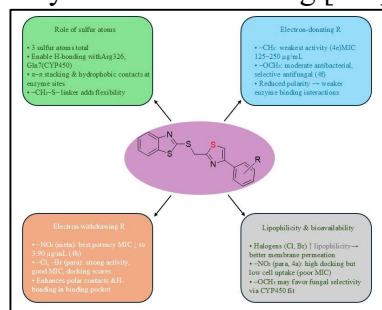 Role of sulfur atoms
• 3 sulfur atoms total
• Enable H-bonding withArg326,
Gln7(CYP450)
• π–π stacking & hydrophobic contacts at
enzyme sites
• –CH₂–S– linker adds flexibility
Electron-donating R
• –CH₃: weakest activity (4e)MIC
125–250 μg/mL
• –OCH₃: moderate antibacterial,
selective antifungal (4f)
• Reduced polarity → weaker
enzyme binding interactions
N
S
S
S
N
R
Electron-withdrawing R
• –NO₂ (meta): best potency MIC ↓ to
3.90 μg/mL (4h)
• –Cl, –Br (para): strong activity,
good MIC, docking scores
• Enhances polar contacts &H-
bonding in binding pocket
Lipophilicity & bioavailability
• Halogens (Cl, Br) ↑ lipophilicity→
better membrane permeation
• –NO₂ (para, 4a): high docking but
low cell uptake (poor MIC)
• –OCH₃ may favor fungal selectivity
via CYP450 fit